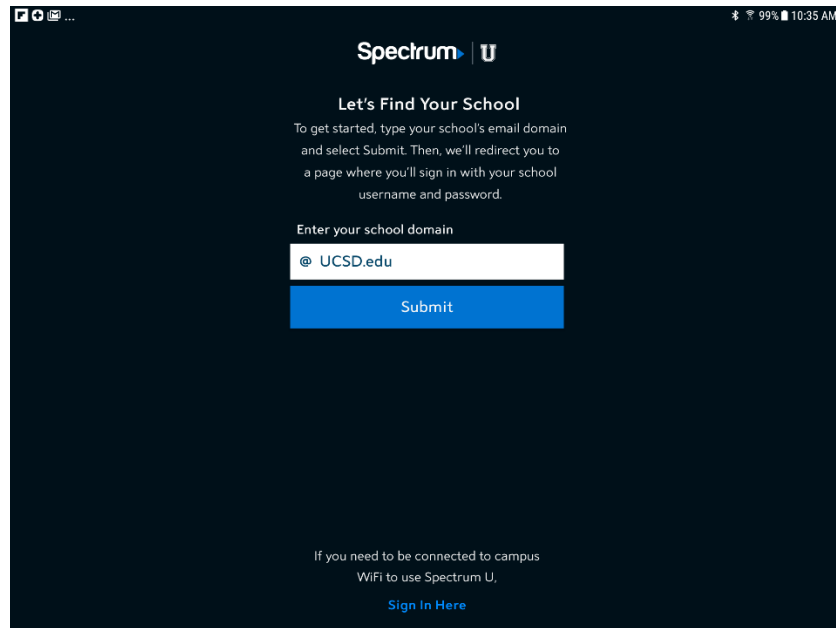 ... 99% 10:35 AM
Spectrum U
Let's Find Your School
To get started, type your school's email domain
and select Submit. Then, we'll redirect you to
a page where you'll sign in with your school
username and password.
Enter your school domain
@ UCSD.edu
Submit
If you need to be connected to campus
WiFi to use Spectrum U,
Sign In Here